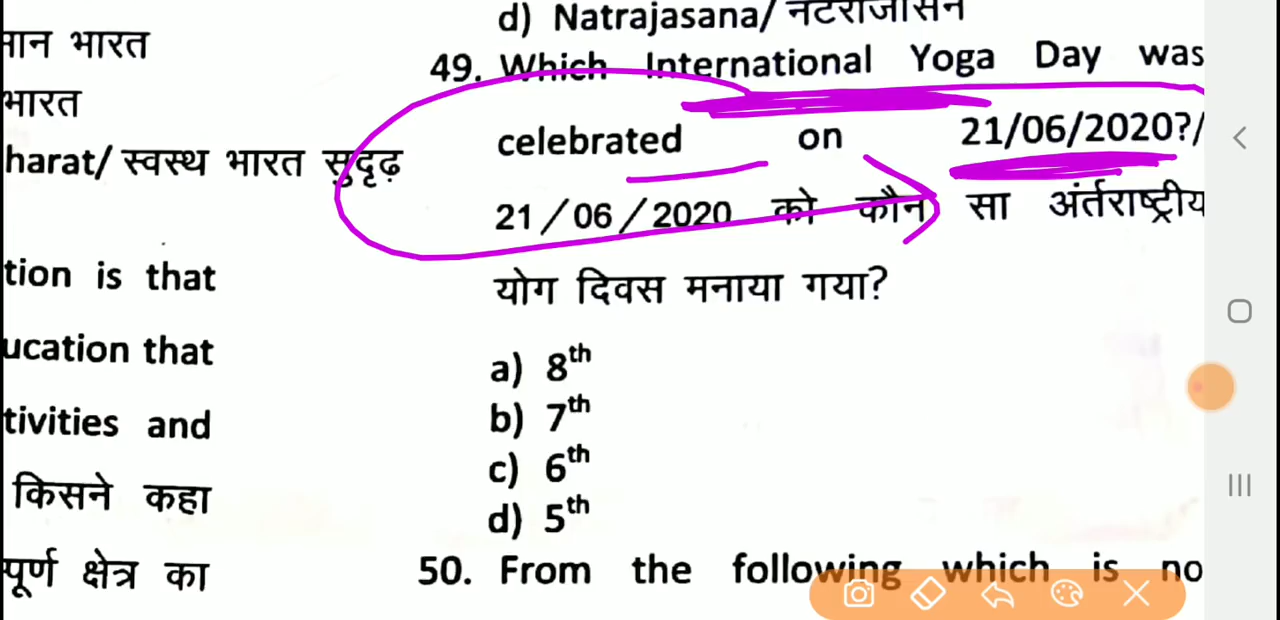 मान भारत
भारत
harat/ स्वस्थ भारत सुदृढ़
tion is that
ucation that
tivities and
किसने कहा
पूर्ण क्षेत्र का
d) Natrajasana/ नटराजासन
49. Which International Yoga Day was
celebrated on 21/06/2020?/
21/06/2020 को कौन सा अंर्तराष्ट्रीय
योग दिवस मनाया गया?
a) 8th
b) 7th
c) 6th
d) 5th
50. From the following which is no